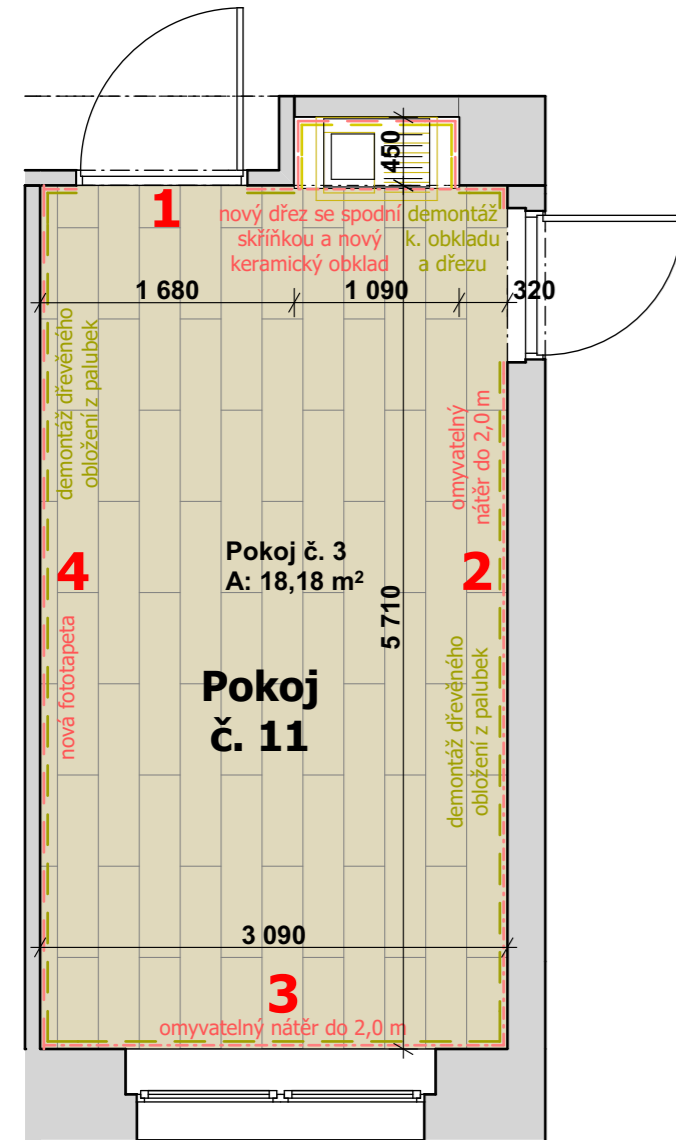 450
1
nový dřez se spodní
skříňkou a nový
keramický obklad
demontáž
k. obkladu
a dřezu
1 680
1 090
320
demontáž dřevěného
obložení z palubek
omyvatelný
nátěr do 2,0 m
Pokoj č. 3
A: 18,18 m²
4
2
5 710
nová fototapeta
Pokoj
č. 11
demontáž dřevěného
obložení z palubek
3 090
3
omyvatelný nátěr do 2,0 m